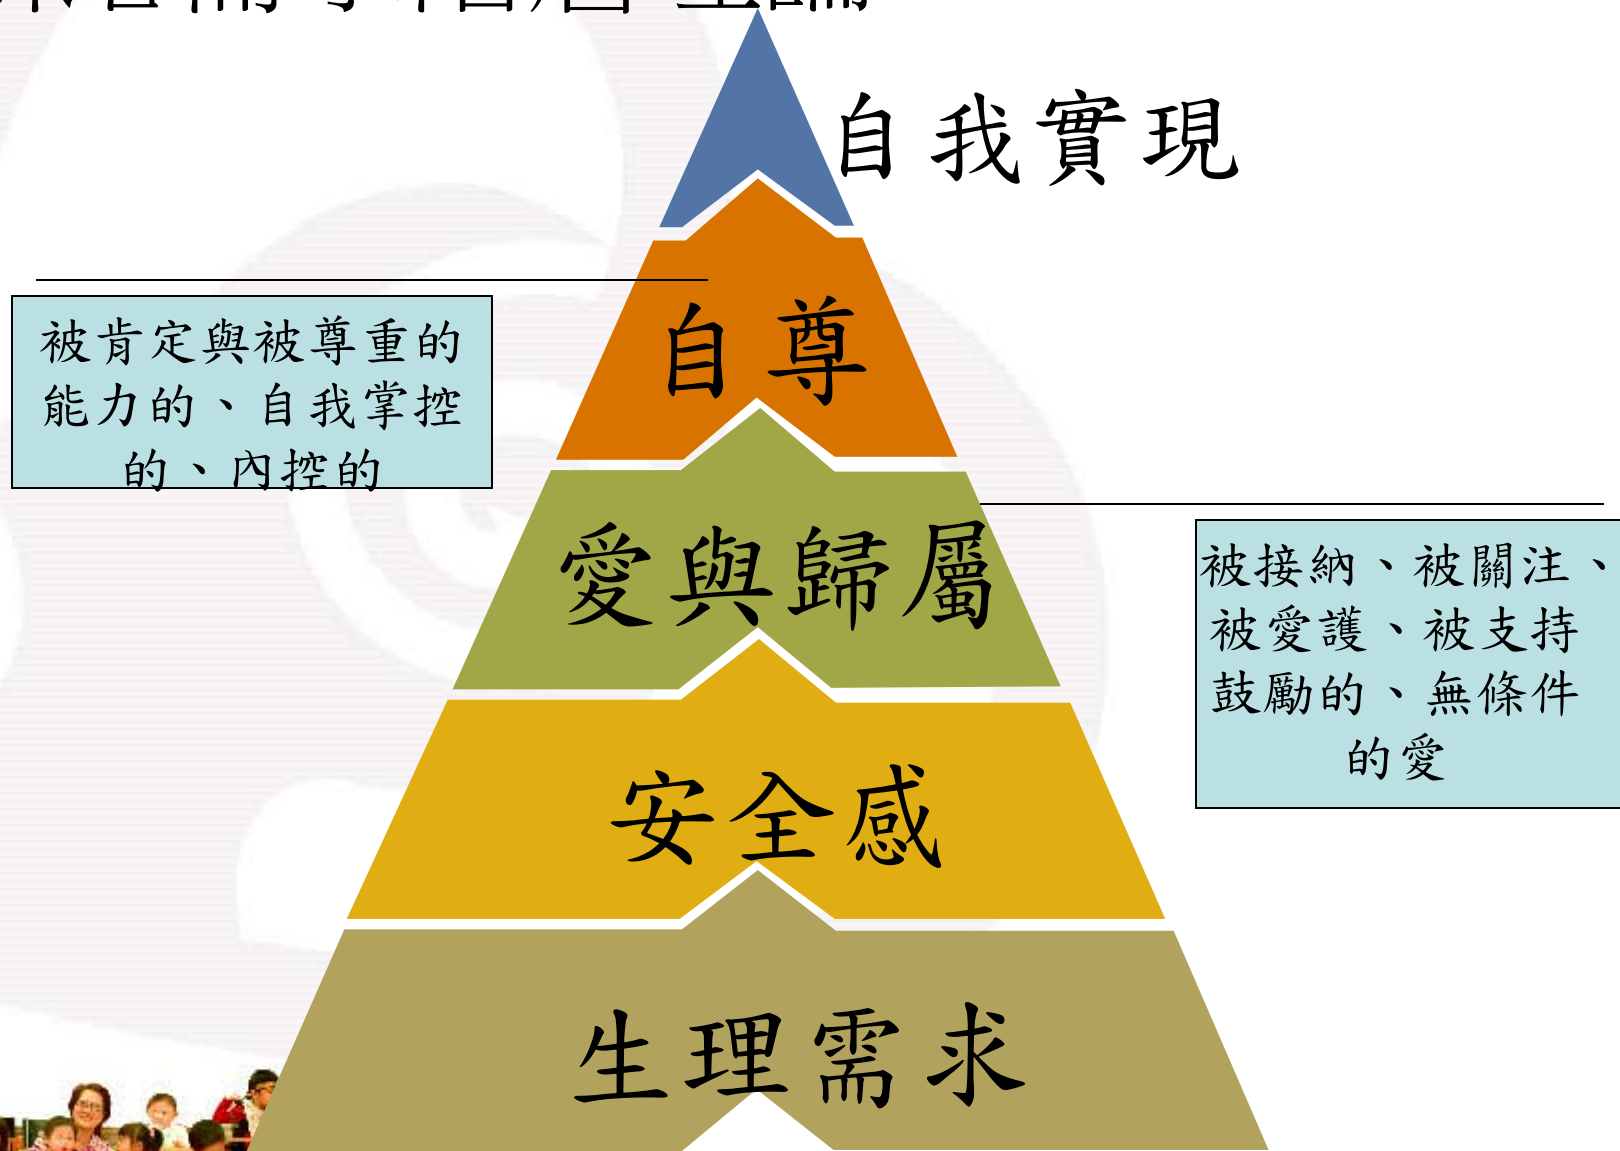 自我實現
自尊
被肯定與被尊重的
能力的、自我掌控
的、內控的
愛與歸屬
被接納、被關注、
被愛護、被支持
鼓勵的、無條件
的愛
安全感
生理需求